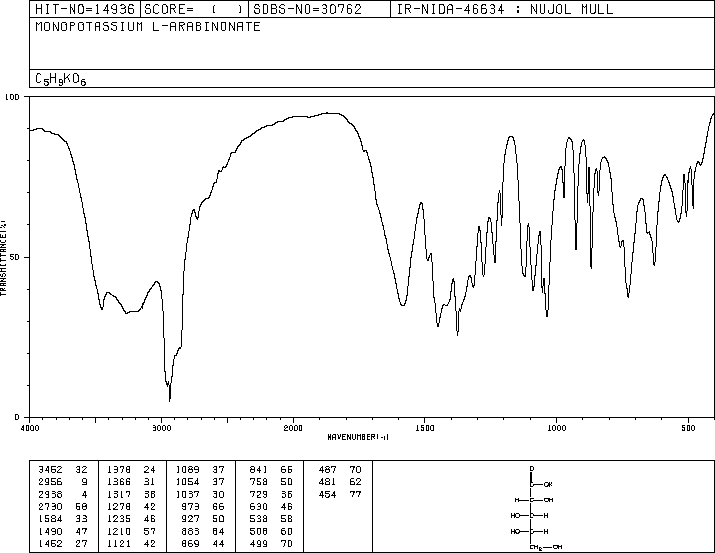 HIT-NO=14936 SCORE= ( ) SDBS-NO=30762 IR-NIDA-46634 : NUJOL MULL
MONOPOTASSIUM L-ARABINONATE
C5H9KO6
100
TRANSMITTANCE(%)
50
0
4000 3000 2000 1500 1000 500
WAVENUMBER(-1)
3462 32 1378 24 1089 37 841 66 487 70
2956 9 1366 31 1054 37 758 50 481 62
2938 4 1317 38 1037 30 729 36 454 77
2730 60 1278 42 973 66 630 46
1584 33 1235 46 927 50 538 58
1490 47 1210 57 883 84 508 60
1452 27 1121 42 869 44 499 70
O
C-OK
H-C-OH
HO-C-H
HO-C-H
CH2-OH